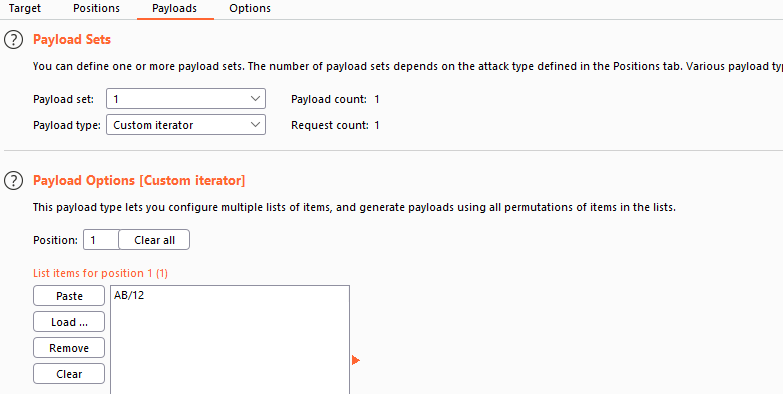 Target Positions Payloads Options
? Payload Sets
You can define one or more payload sets. The number of payload sets depends on the attack type defined in the Positions tab. Various payload typ
Payload set: 1 Payload count: 1
Payload type: Custom iterator Request count: 1
? Payload Options [Custom iterator]
This payload type lets you configure multiple lists of items, and generate payloads using all permutations of items in the lists.
Position: 1 Clear all
List items for position 1 (1)
Paste AB/12
Load ...
Remove
Clear